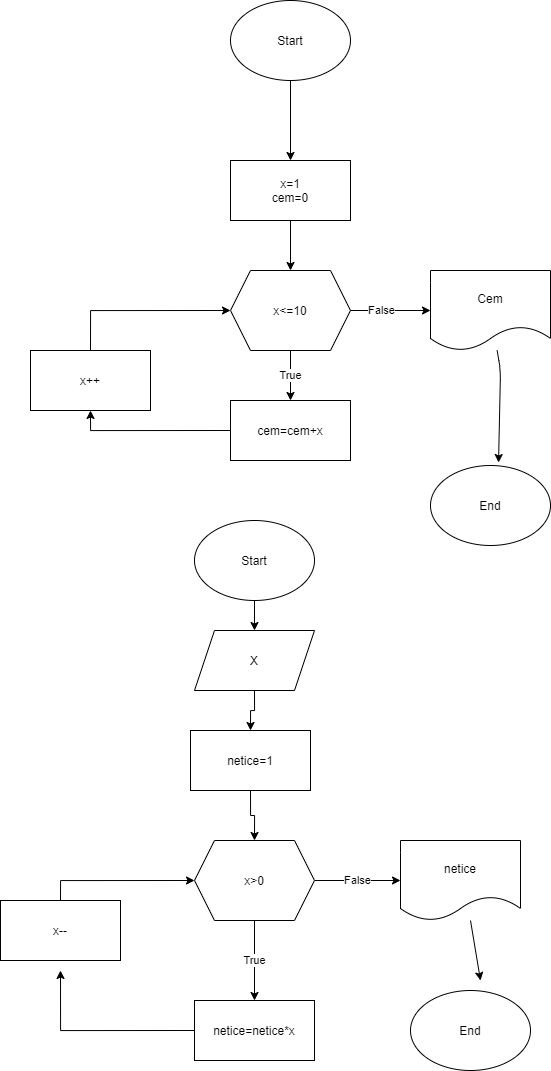 Start
x=1
cem=0
x<=10
False
Cem
True
x++
cem=cem+x
End
Start
X
netice=1
x>0
False
netice
x--
True
netice=netice*x
End